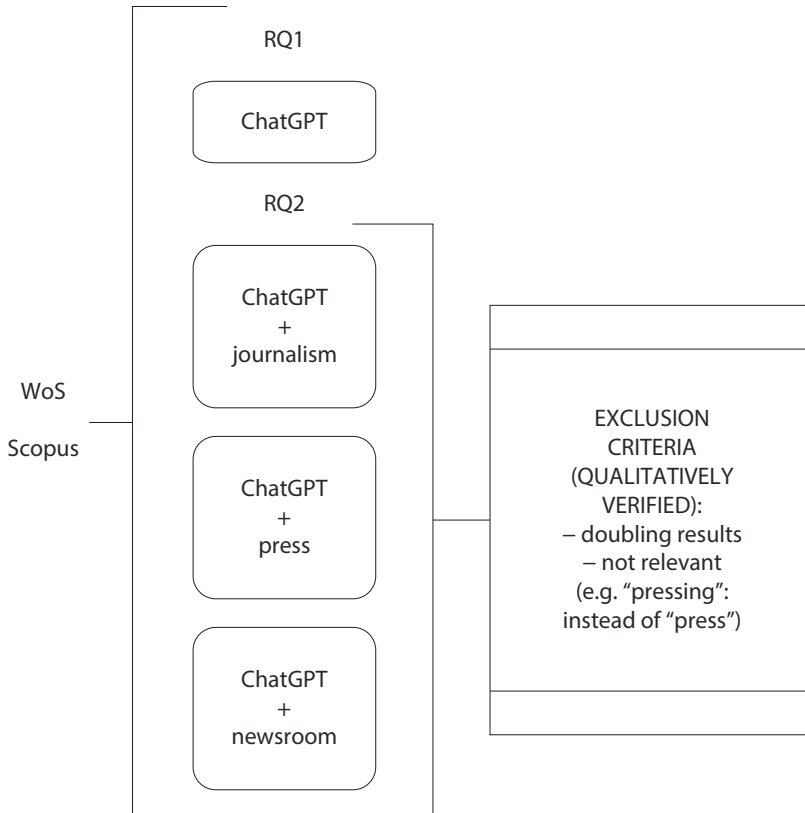 WoS
Scopus
RQ1
ChatGPT
RQ2
ChatGPT
+
journalism
ChatGPT
+
press
ChatGPT
+
newsroom
EXCLUSION
CRITERIA
(QUALITATIVELY
VERIFIED):
– doubling results
– not relevant
(e.g. “pressing”:
instead of “press”)